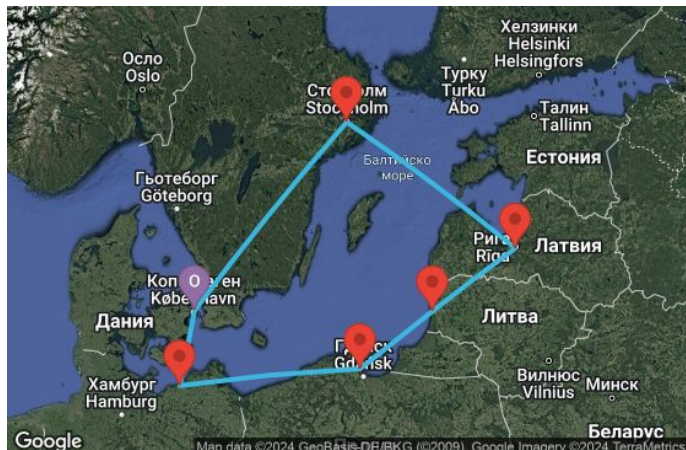 Осло
Oslo
Хелзинки
Helsinki
Helsingfors
Турку
Turku
Åbo
Stockholm
Талин
Tallinn
Балтийско
море
Естония
Гьотеборг
Göteborg
Рига
Rīga
Латвия
O
København
Дания
Литва
Gdańsk
Хамбург
Hamburg
Вилнюс
Vilnius
Минск
Беларус
Google
Map data ©2024 GeoBasis-DE/BKG (©2009), Google Imagery ©2024 TerraMetrics